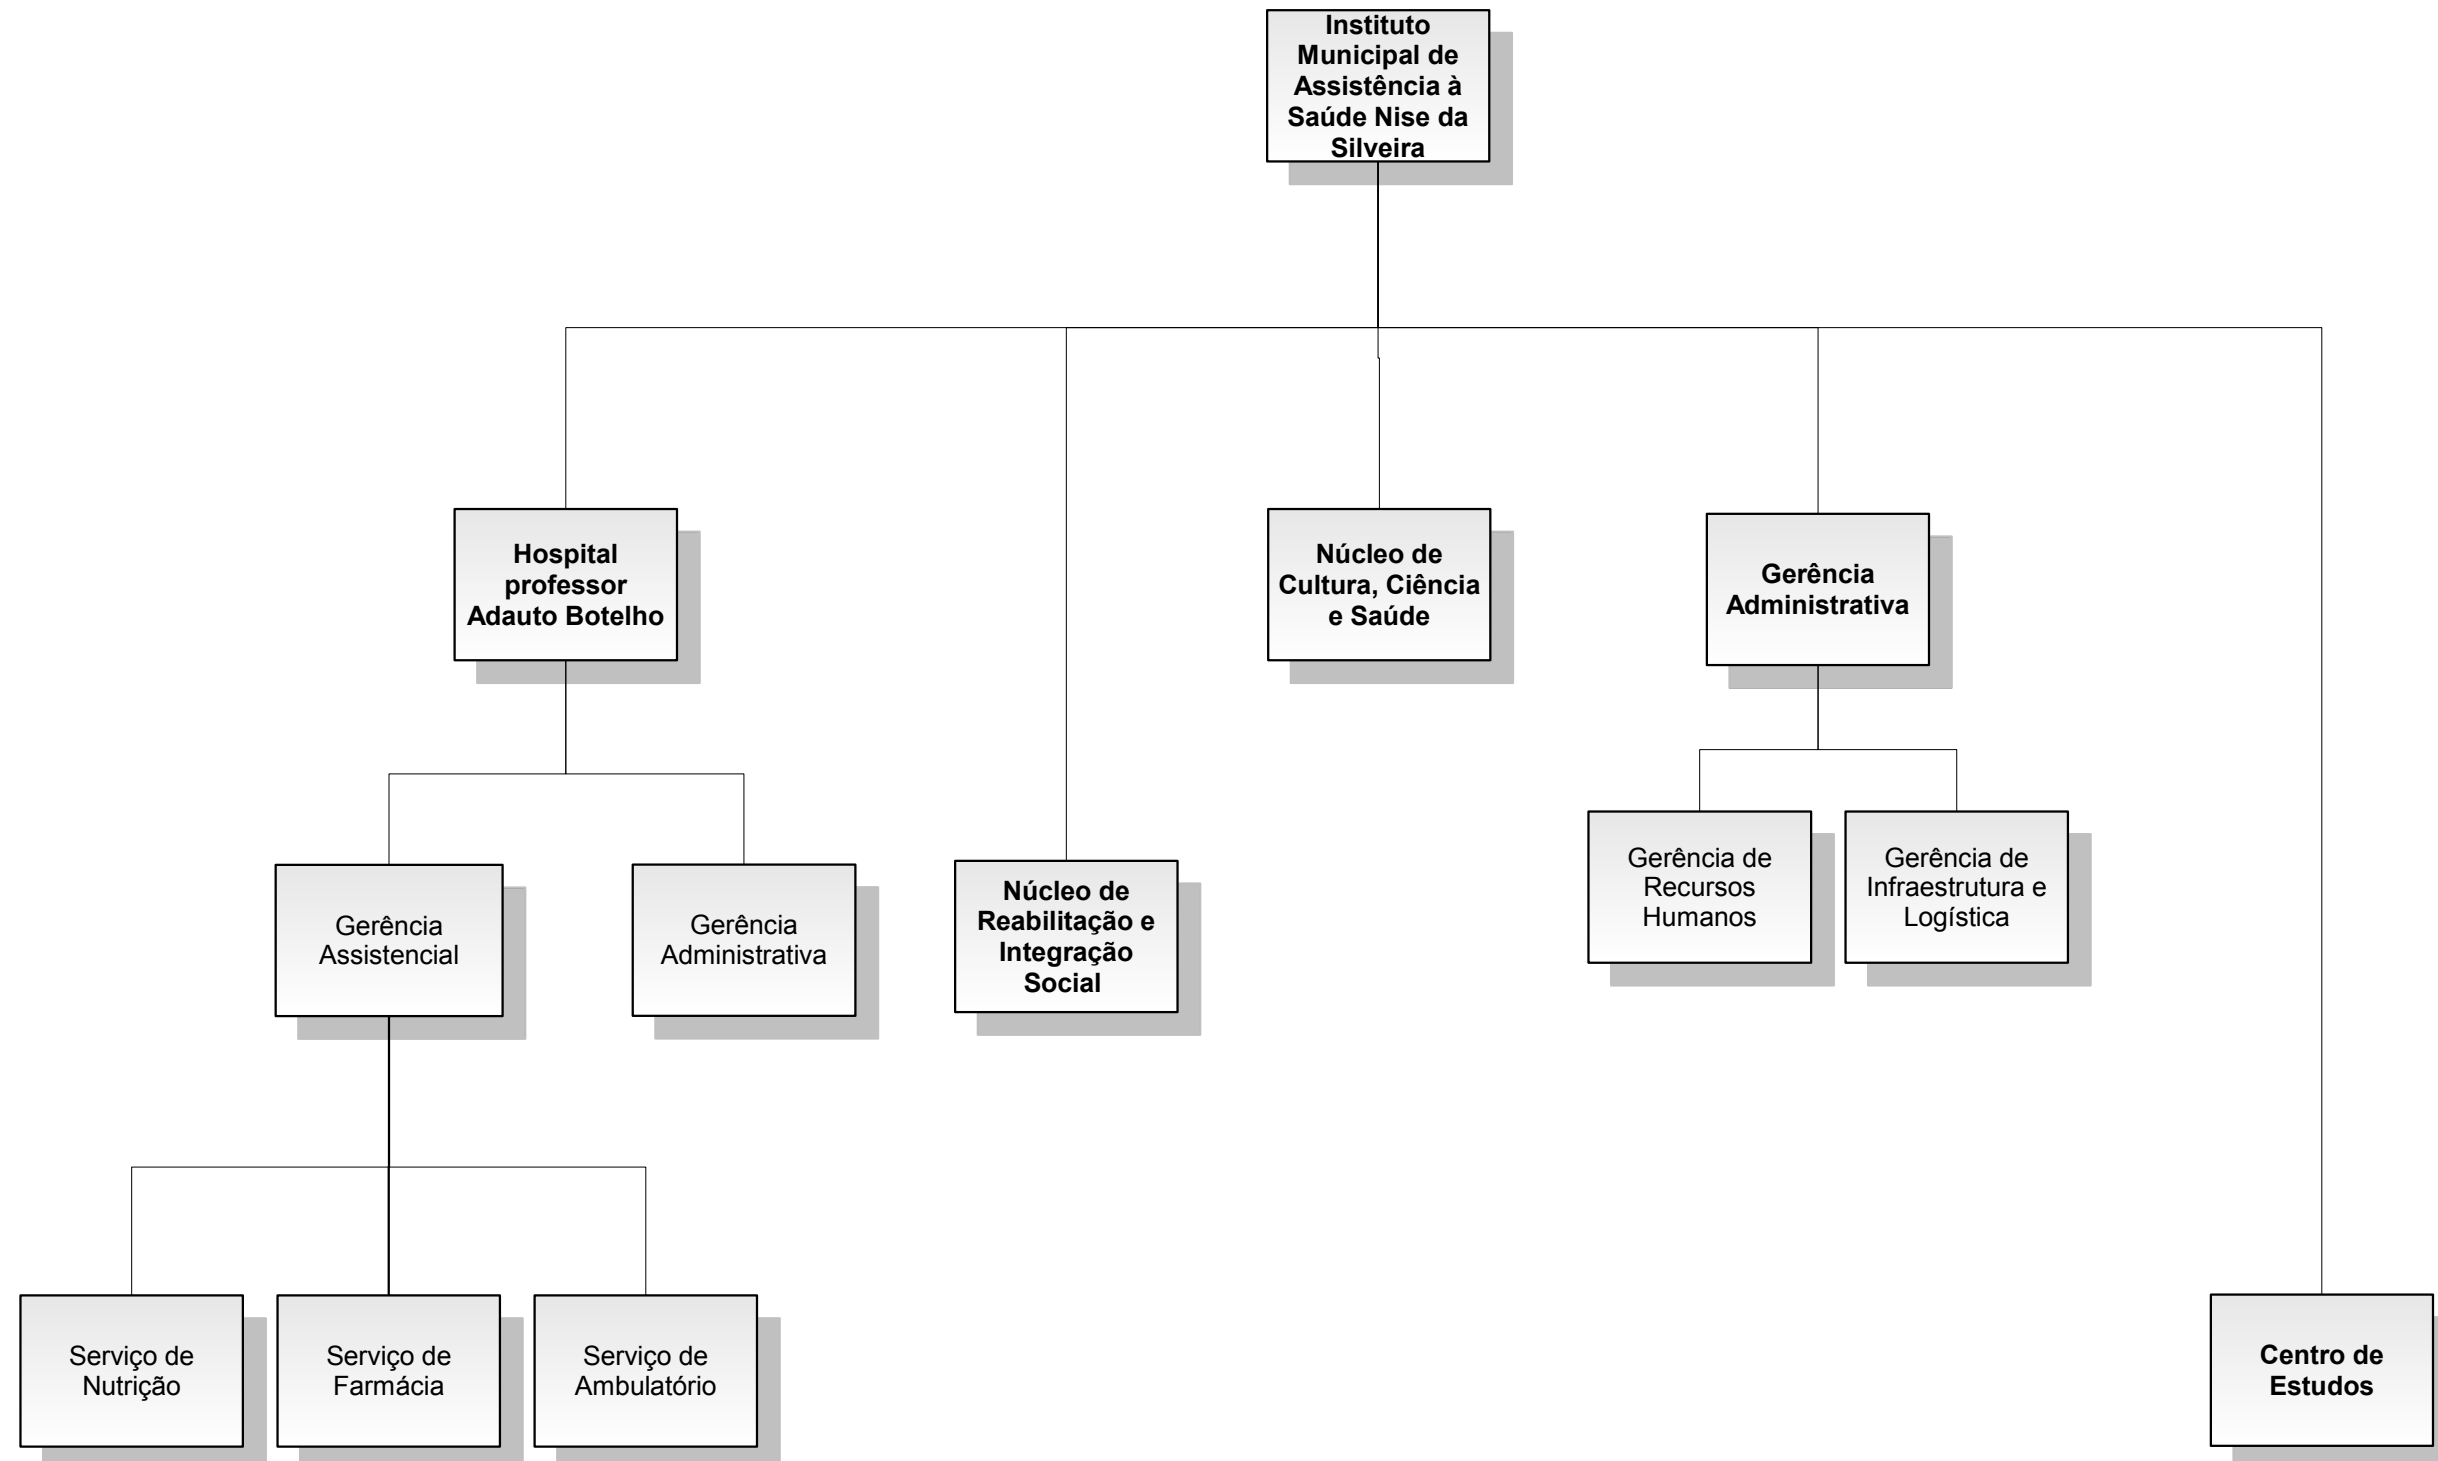 Instituto
Municipal de
Assistência à
Saúde Nise da
Silveira
Hospital
professor
Adauto Botelho
Núcleo de
Cultura, Ciência
e Saúde
Gerência
Administrativa
Gerência
Assistencial
Gerência
Administrativa
Núcleo de
Reabilitação e
Integração
Social
Gerência de
Recursos
Humanos
Gerência de
Infraestrutura e
Logística
Serviço de
Nutrição
Serviço de
Farmácia
Serviço de
Ambulatório
Centro de
Estudos